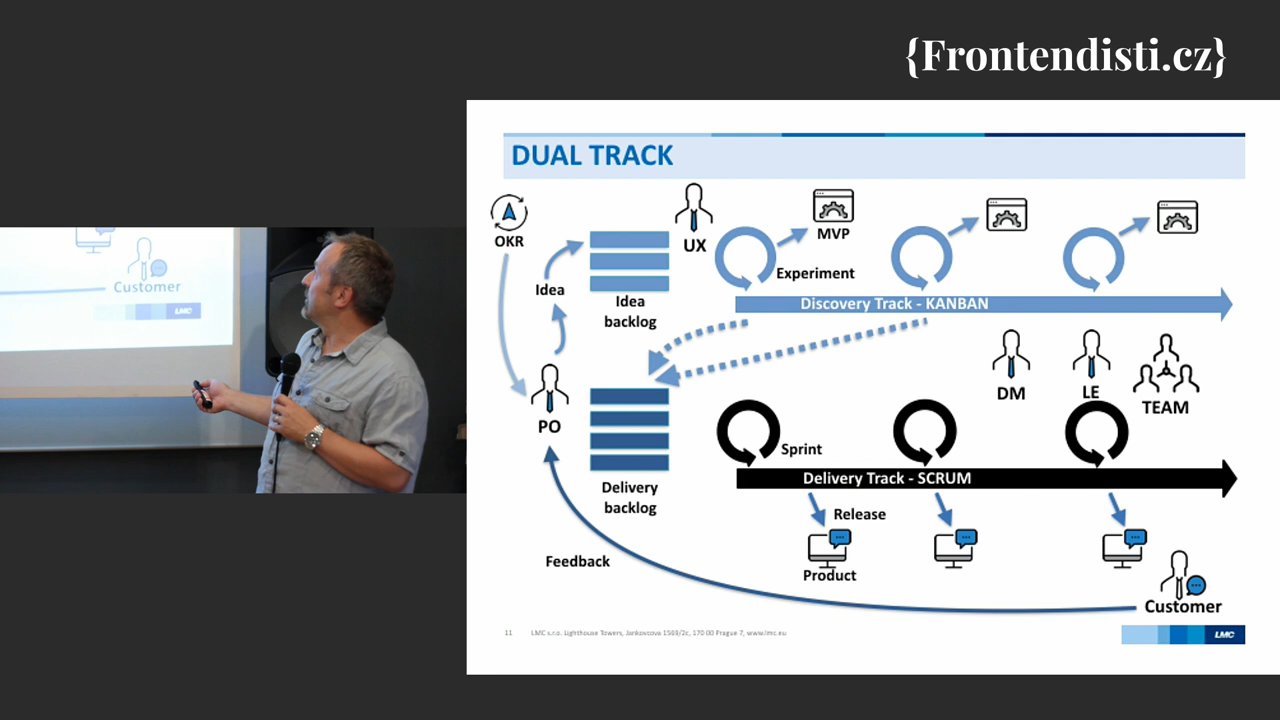 {Frontendisti.cz}
DUAL TRACK
OKR
UX
MVP
Experiment
Idea
Idea
backlog
Discovery Track - KANBAN
PO
DM
LE
TEAM
Sprint
Delivery Track - SCRUM
Delivery
backlog
Release
Feedback
Product
Customer
11
LMC s.r.o. Lighthouse Towers, Jankovcova 1569/2c, 170 00 Prague 7, www.lmc.eu
LMC
Customer
LMC